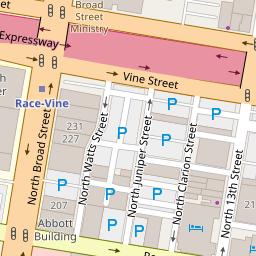 Broad
Street
Ministry
Expressway
Vine Street
Race-Vine
North Broad Street
231
227
North Watts Street
North Juniper Street
North Clarion Street
North 13th Street
P
P
P
P
P
P
P
P
207
Abbott
Building